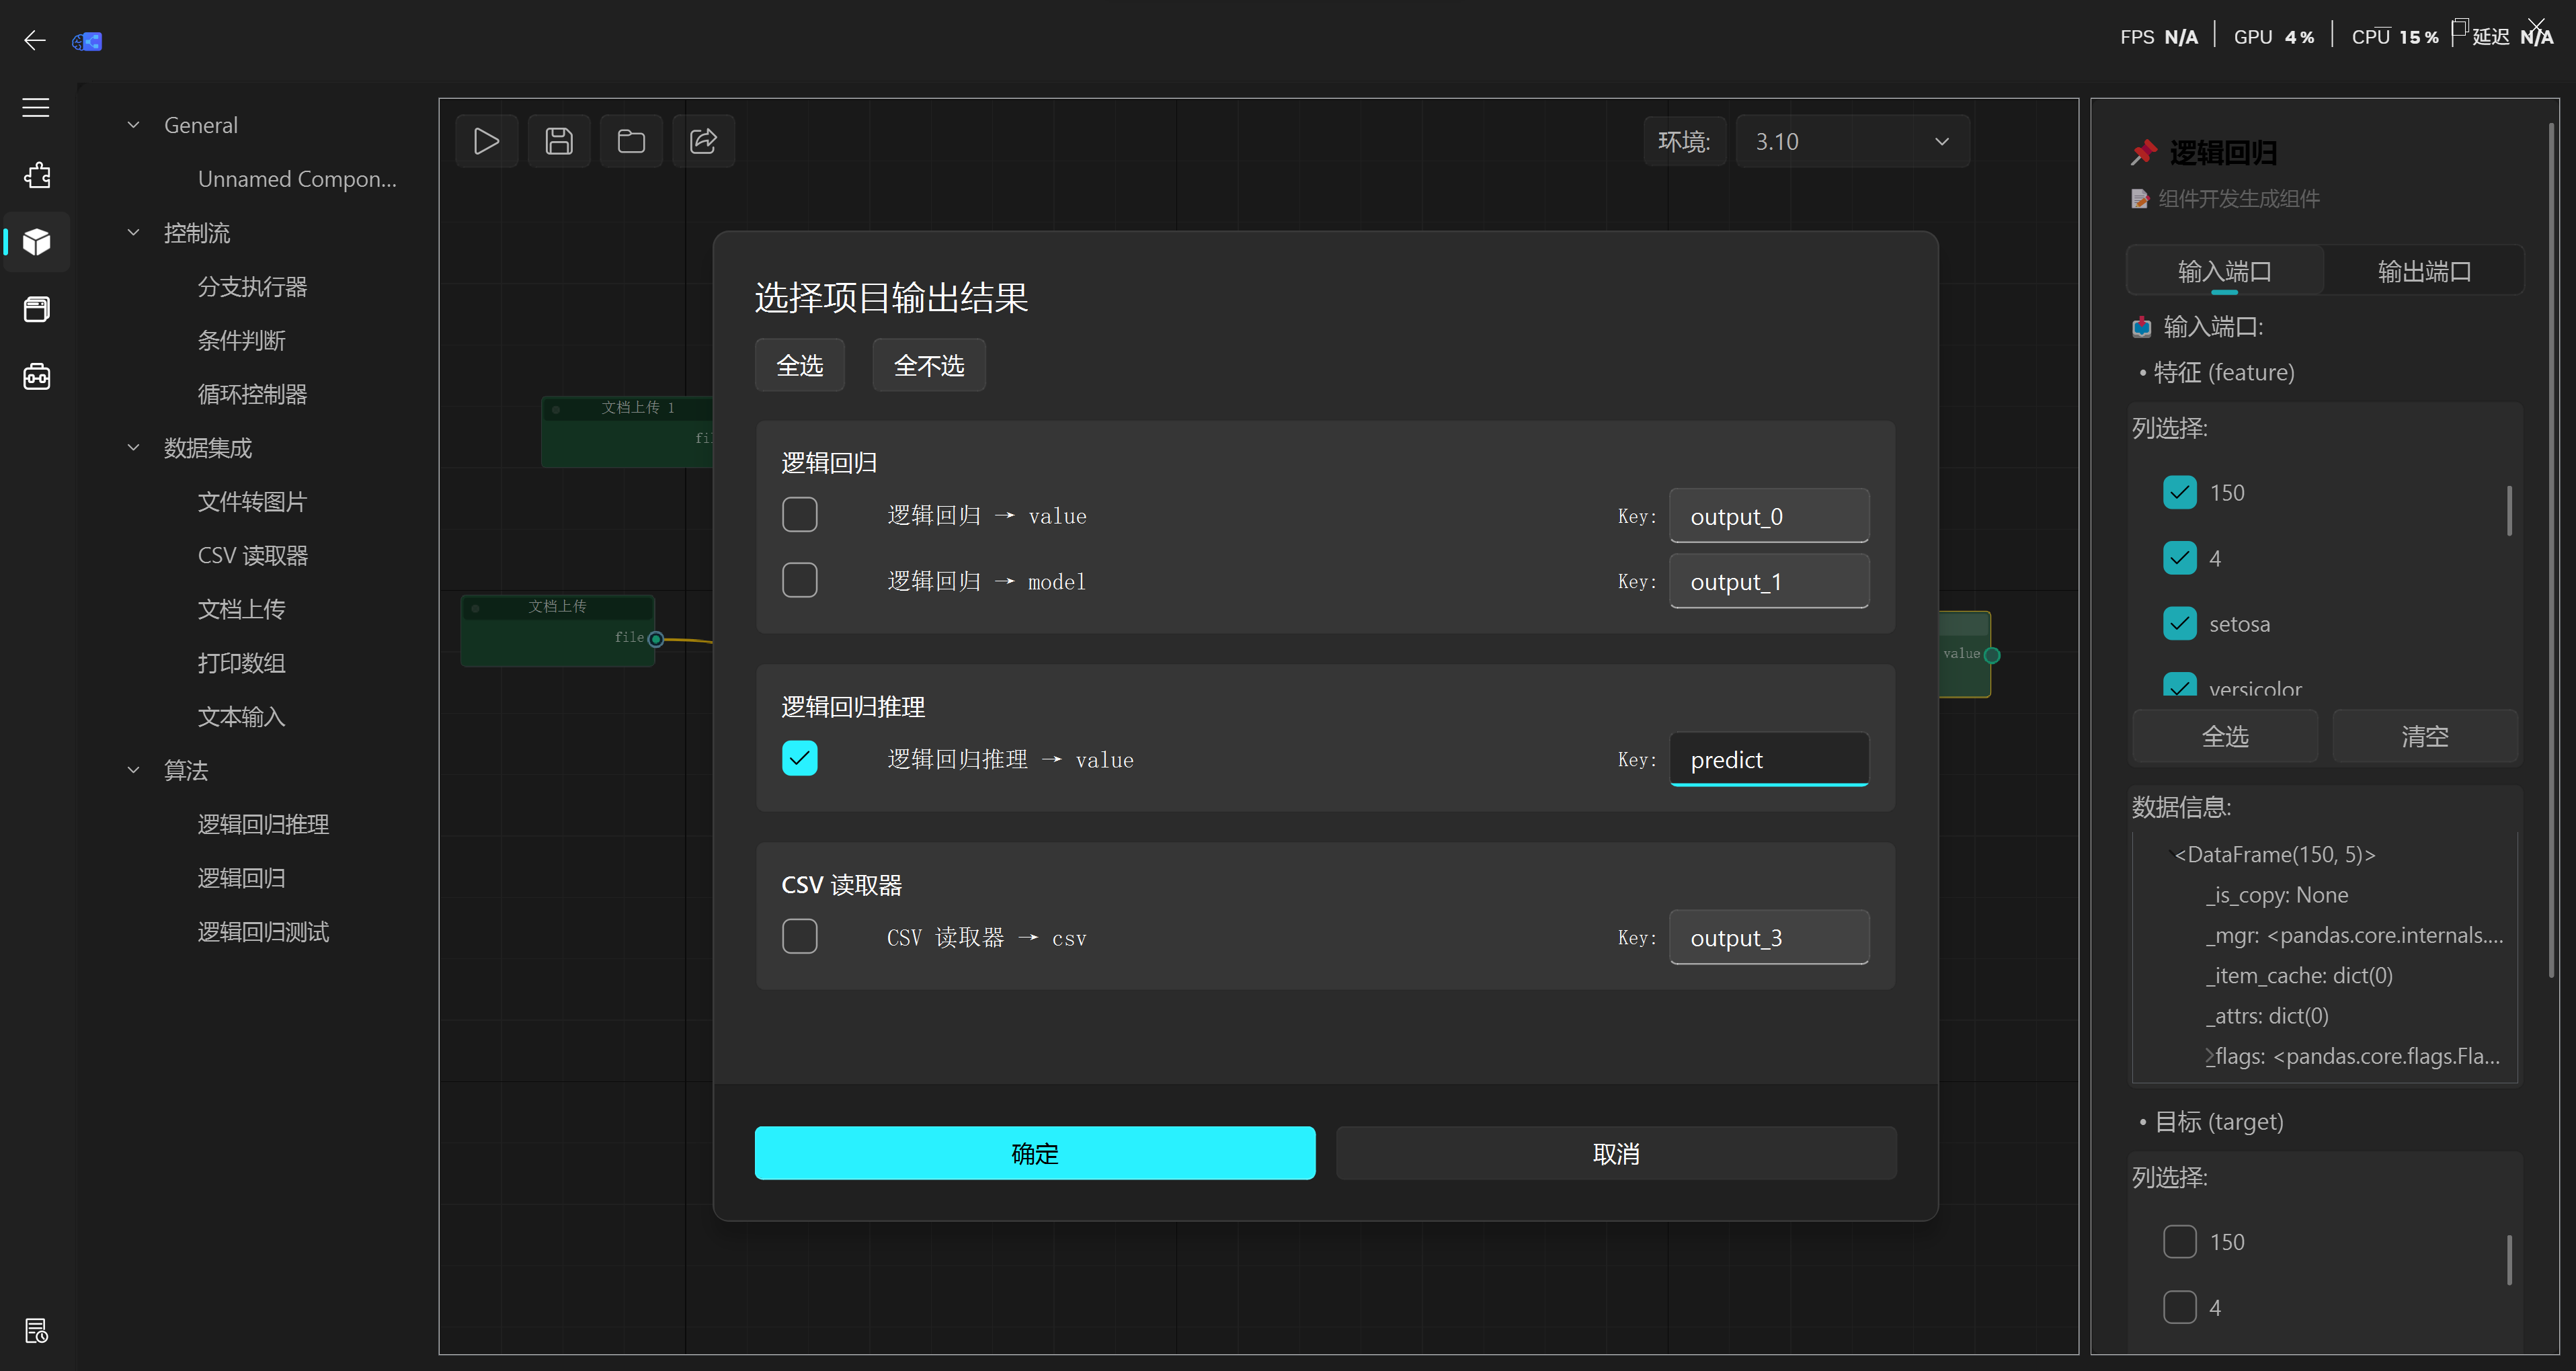 FPS N/A GPU 4% CPU 15% 延迟 N/A
General
Unnamed Compon...
控制流
分支执行器
条件判断
循环控制器
数据集成
文件转图片
CSV 读取器
文档上传
打印数组
文本输入
算法
逻辑回归推理
逻辑回归
逻辑回归测试
环境:
3.10
文档上传 1
文档上传
file
value
选择项目输出结果
全选
全不选
逻辑回归
逻辑回归 → value
Key: output_0
逻辑回归 → model
Key: output_1
逻辑回归推理
逻辑回归推理 → value
Key: predict
CSV 读取器
CSV 读取器 → csv
Key: output_3
确定
取消
逻辑回归
组件开发生成组件
输入端口
输出端口
输入端口:
• 特征 (feature)
列选择:
150
4
setosa
versicolor
全选
清空
数据信息:
<DataFrame(150, 5)>
_is_copy: None
_mgr: <pandas.core.internals....
_item_cache: dict(0)
_attrs: dict(0)
_flags: <pandas.core.flags.Fla...
• 目标 (target)
列选择:
150
4